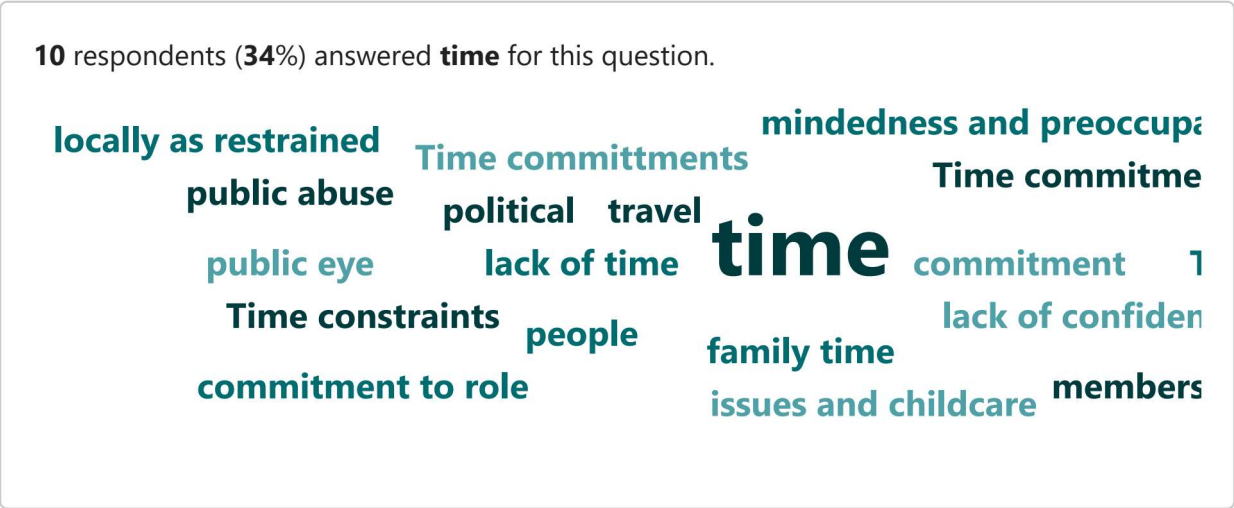 10 respondents (34%) answered time for this question.
mindedness and preoccupa
locally as restrained
Time committments
Time commitme
public abuse
political
travel
time
public eye
lack of time
commitment
T
Time constraints
lack of confiden
people
family time
commitment to role
members
issues and childcare